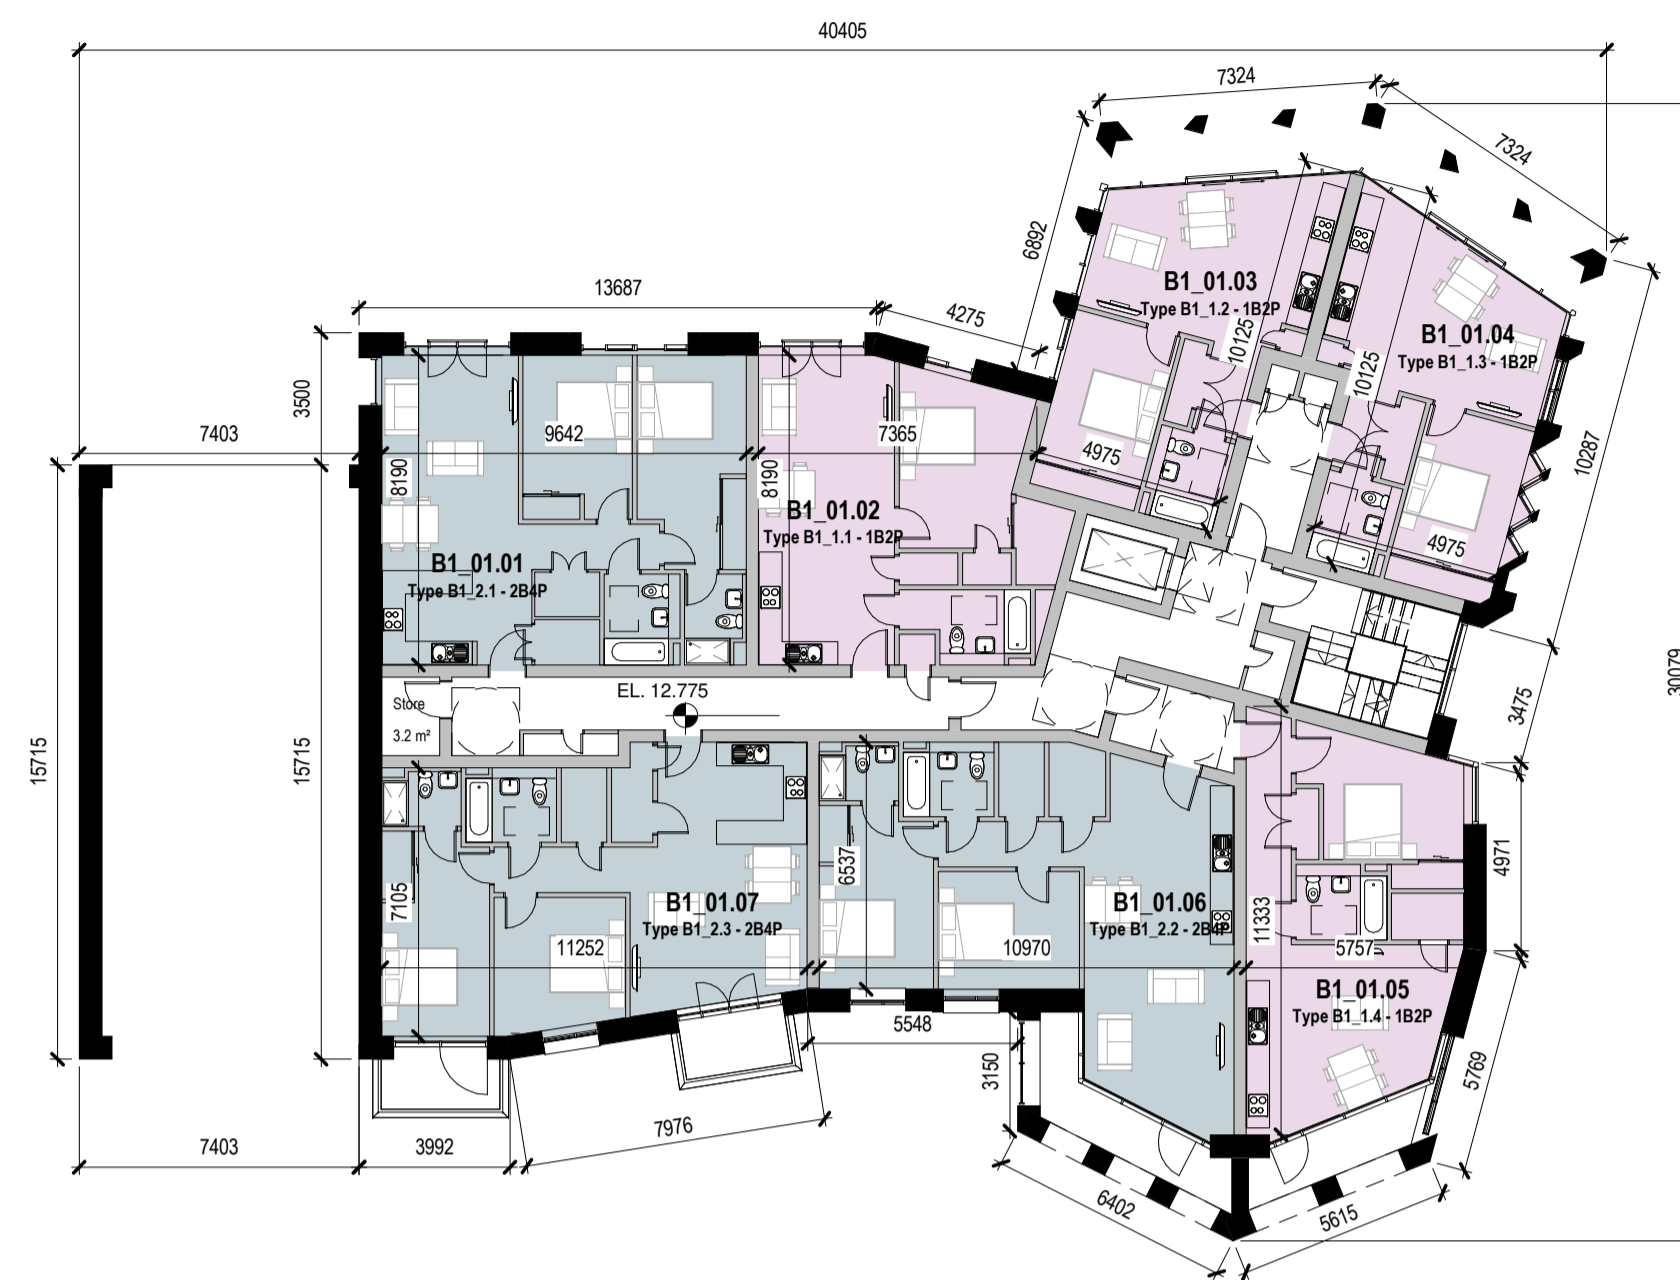 40405
7324
7324
6892
13687
4275
B1_01.03
Type B1_1.2 - 1B2P
10125
B1_01.04
Type B1_1.3 - 1B2P
10125
3500
7403
9642
7365
4975
10287
8190
8190
B1_01.02
Type B1_1.1 - 1B2P
4975
B1_01.01
Type B1_2.1 - 2B4P
30079
EL. 12.775
Store
3.2 m²
3475
15715
15715
4971
6537
7105
B1_01.07
Type B1_2.3 - 2B4P
B1_01.06
Type B1_2.2 - 2B4P
11333
11252
10970
5757
B1_01.05
Type B1_1.4 - 1B2P
5548
3150
5769
7403
3992
7976
6402
5615